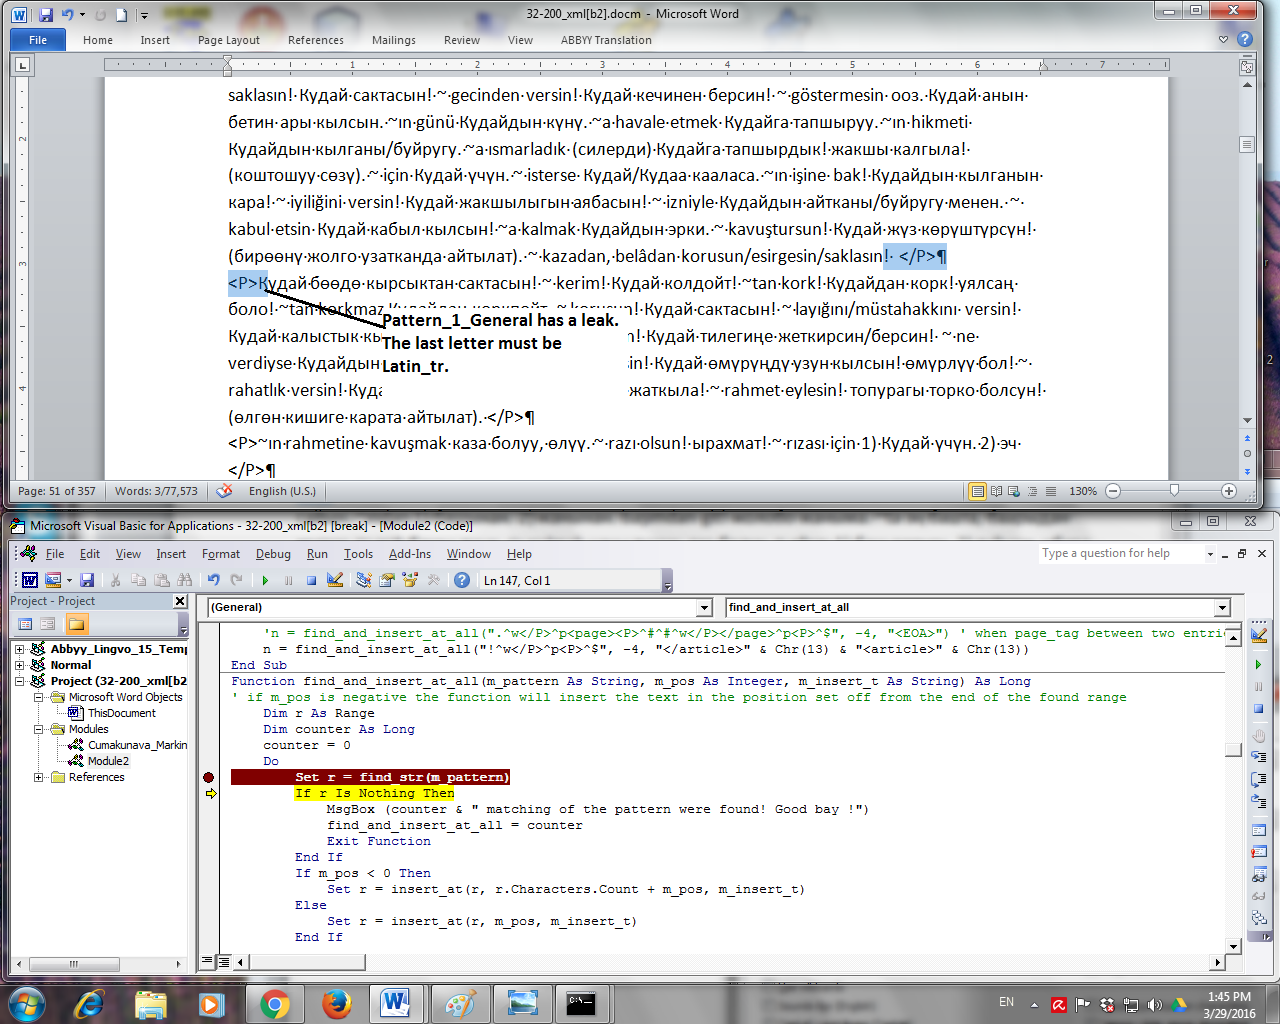 32-200_xml[b2].docm - Microsoft Word
File Home Insert Page Layout References Mailings Review View ABBYY Translation
1 2 3 4 5 6 7
saklasın!·Кудай·сактасын!·~·gecinden·versin!·Кудай·кечинен·берсин!·~·göstermesin·ооз.·Кудай·анын·
бетин·ары·кылсын.·~ın·günü·Кудайдын·күнү.·~a·havale·etmek·Кудайга·тапшыруу.·~ın·hikmeti·
Кудайдын·кылганы/буйругу.·~a·ısmarladık·(силерди)·Кудайга·тапшырдык!·жакшы·калгыла!·
(коштошуу·сөзү).·~·için·Кудай·үчүн.·~·isterse·Кудай/Кудаа·кааласа.·~ın·işine·bak!·Кудайдын·кылганын·
кара!·~·iyiliğini·versin!·Кудай·жакшылыгын·аябасын!·~·izniyle·Кудайдын·айтканы/буйругу·менен.·~·
kabul·etsin·Кудай·кабыл·кылсын!·~a·kalmak·Кудайдын·эрки.·~·kavuştursun!·Кудай·жүз·көрүштүрсүн!·
(бирөөнү·жолго·узатканда·айтылат).·~·kazadan,·belâdan·korusun/esirgesin/saklasın!· </P>¶
<P>Кудай·бөөдө·кырсыктан·сактасын!·~·kerim!·Кудай·колдойт!·~tan·kork!·Кудайдан·корк!·уялсаң·
боло!·~tan·korkmaz·Кудайдан·коркпойт.·~·korusun!·Кудай·сактасын!·~·layığını/müstahakkını·versin!·
Pattern_1_General has a leak.
The last letter must be
Latin_tr.
Кудай·калыстык·кы n!·Кудай·тилегиңе·жеткирсин/берсин!·~·ne·
verdiyse·Кудайдын sin!·Кудай·өмүрүңдү·узун·кылсын!·өмүрлүү·бол!·~·
rahatlık·versin!·Куда жаткыла!·~·rahmet·eylesin!·топурагы·торко·болсун!·
(өлгөн·кишиге·карата·айтылат).·</P>¶
<P>~ın·rahmetine·kavuşmak·каза·болуу,·өлүү.·~·razı·olsun!·ырахмат!·~·rızası·için·1)·Кудай·үчүн.·2)·эч·
</P>¶
Page: 51 of 357 Words: 3/77,573 English (U.S.) 130%
Microsoft Visual Basic for Applications - 32-200_xml[b2] [break] - [Module2 (Code)]
File Edit View Insert Format Debug Run Tools Add-Ins Window Help Type a question for help
Ln 147, Col 1
Project - Project
(General) find_and_insert_at_all
Abbyy_Lingvo_15_Temp
Normal
Project (32-200_xml[b2
Microsoft Word Objects
ThisDocument
Modules
Cumakunava_Markin
Module2
References
'n = find_and_insert_at_all(".^w</P>^p<page><P>^#^#^w</P></page>^p<P>^$", -4, "<EOA>") ' when page_tag between two entrie
n = find_and_insert_at_all("!^w</P>^p<P>^$", -4, "</article>" & Chr(13) & "<article>" & Chr(13))
End Sub
Function find_and_insert_at_all(m_pattern As String, m_pos As Integer, m_insert_t As String) As Long
' if m_pos is negative the function will insert the text in the position set off from the end of the found range
Dim r As Range
Dim counter As Long
counter = 0
Do
Set r = find_str(m_pattern)
If r Is Nothing Then
MsgBox (counter & " matching of the pattern were found! Good bay !")
find_and_insert_at_all = counter
Exit Function
End If
If m_pos < 0 Then
Set r = insert_at(r, r.Characters.Count + m_pos, m_insert_t)
Else
Set r = insert_at(r, m_pos, m_insert_t)
End If
EN 1:45 PM
3/29/2016